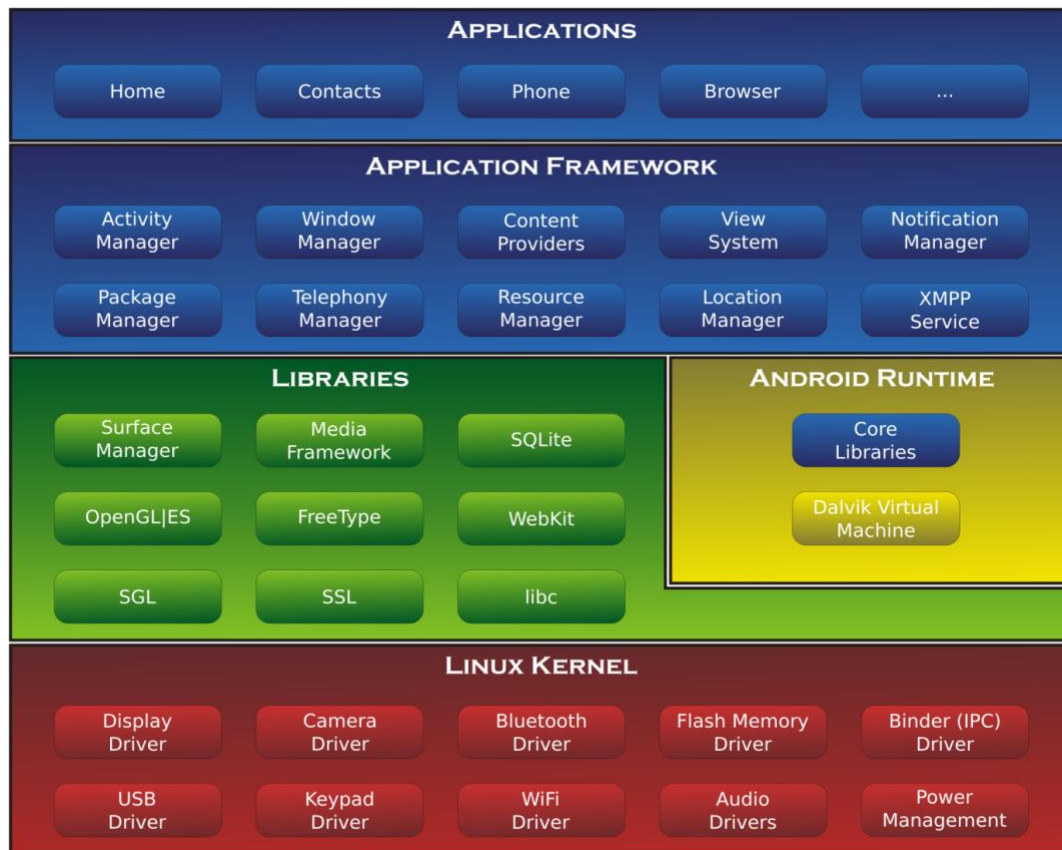 APPLICATIONS
Home
Contacts
Phone
Browser
...
APPLICATION FRAMEWORK
Activity
Manager
Window
Manager
Content
Providers
View
System
Notification
Manager
Package
Manager
Telephony
Manager
Resource
Manager
Location
Manager
XMPP
Service
LIBRARIES
Surface
Manager
Media
Framework
SQLite
OpenGL|ES
FreeType
WebKit
SGL
SSL
libc
ANDROID RUNTIME
Core
Libraries
Dalvik Virtual
Machine
LINUX KERNEL
Display
Driver
Camera
Driver
Bluetooth
Driver
Flash Memory
Driver
Binder (IPC)
Driver
USB
Driver
Keypad
Driver
WiFi
Driver
Audio
Drivers
Power
Management